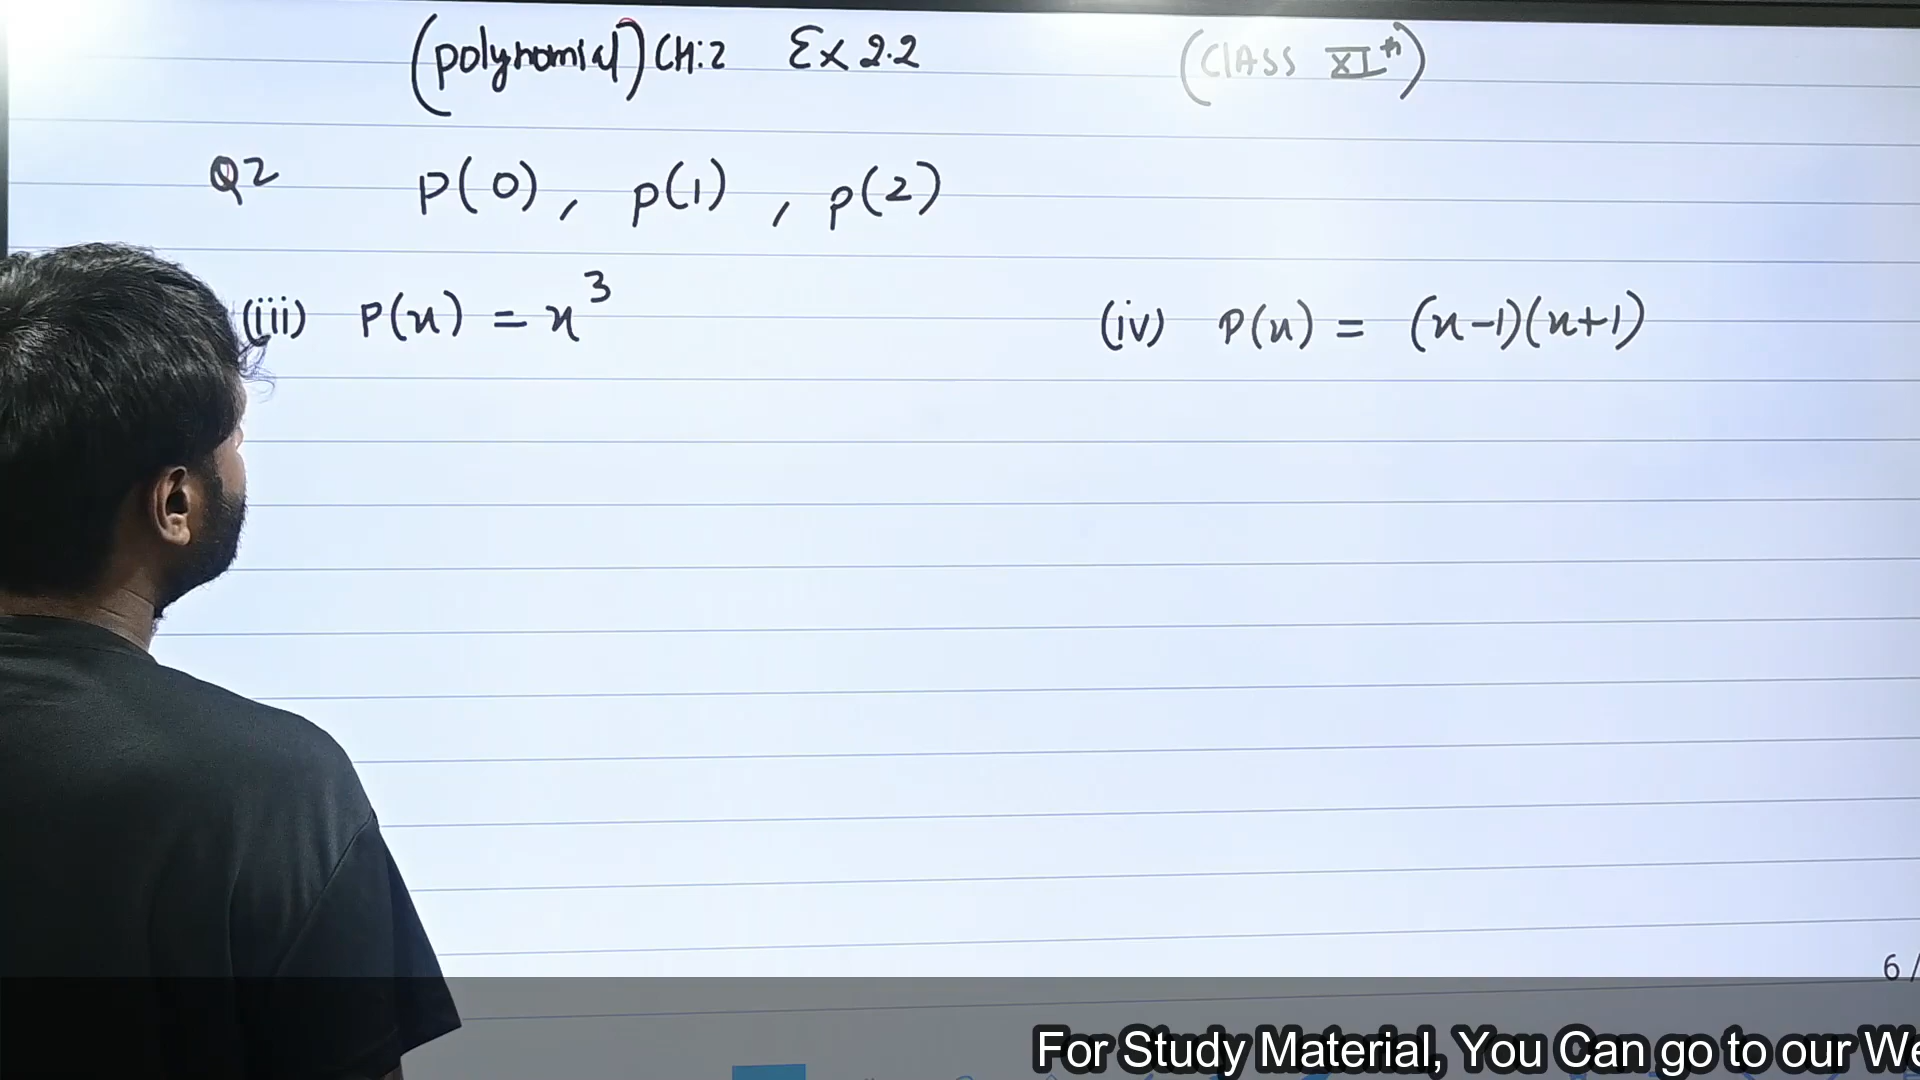 (polynomial) CH:2 Ex 2.2 (ClASS XIth)
Q2 P(0), p(1), p(2)
(iii) P(x) = x³ (iv) P(x) = (x-1)(x+1)
6 /
For Study Material, You Can go to our We